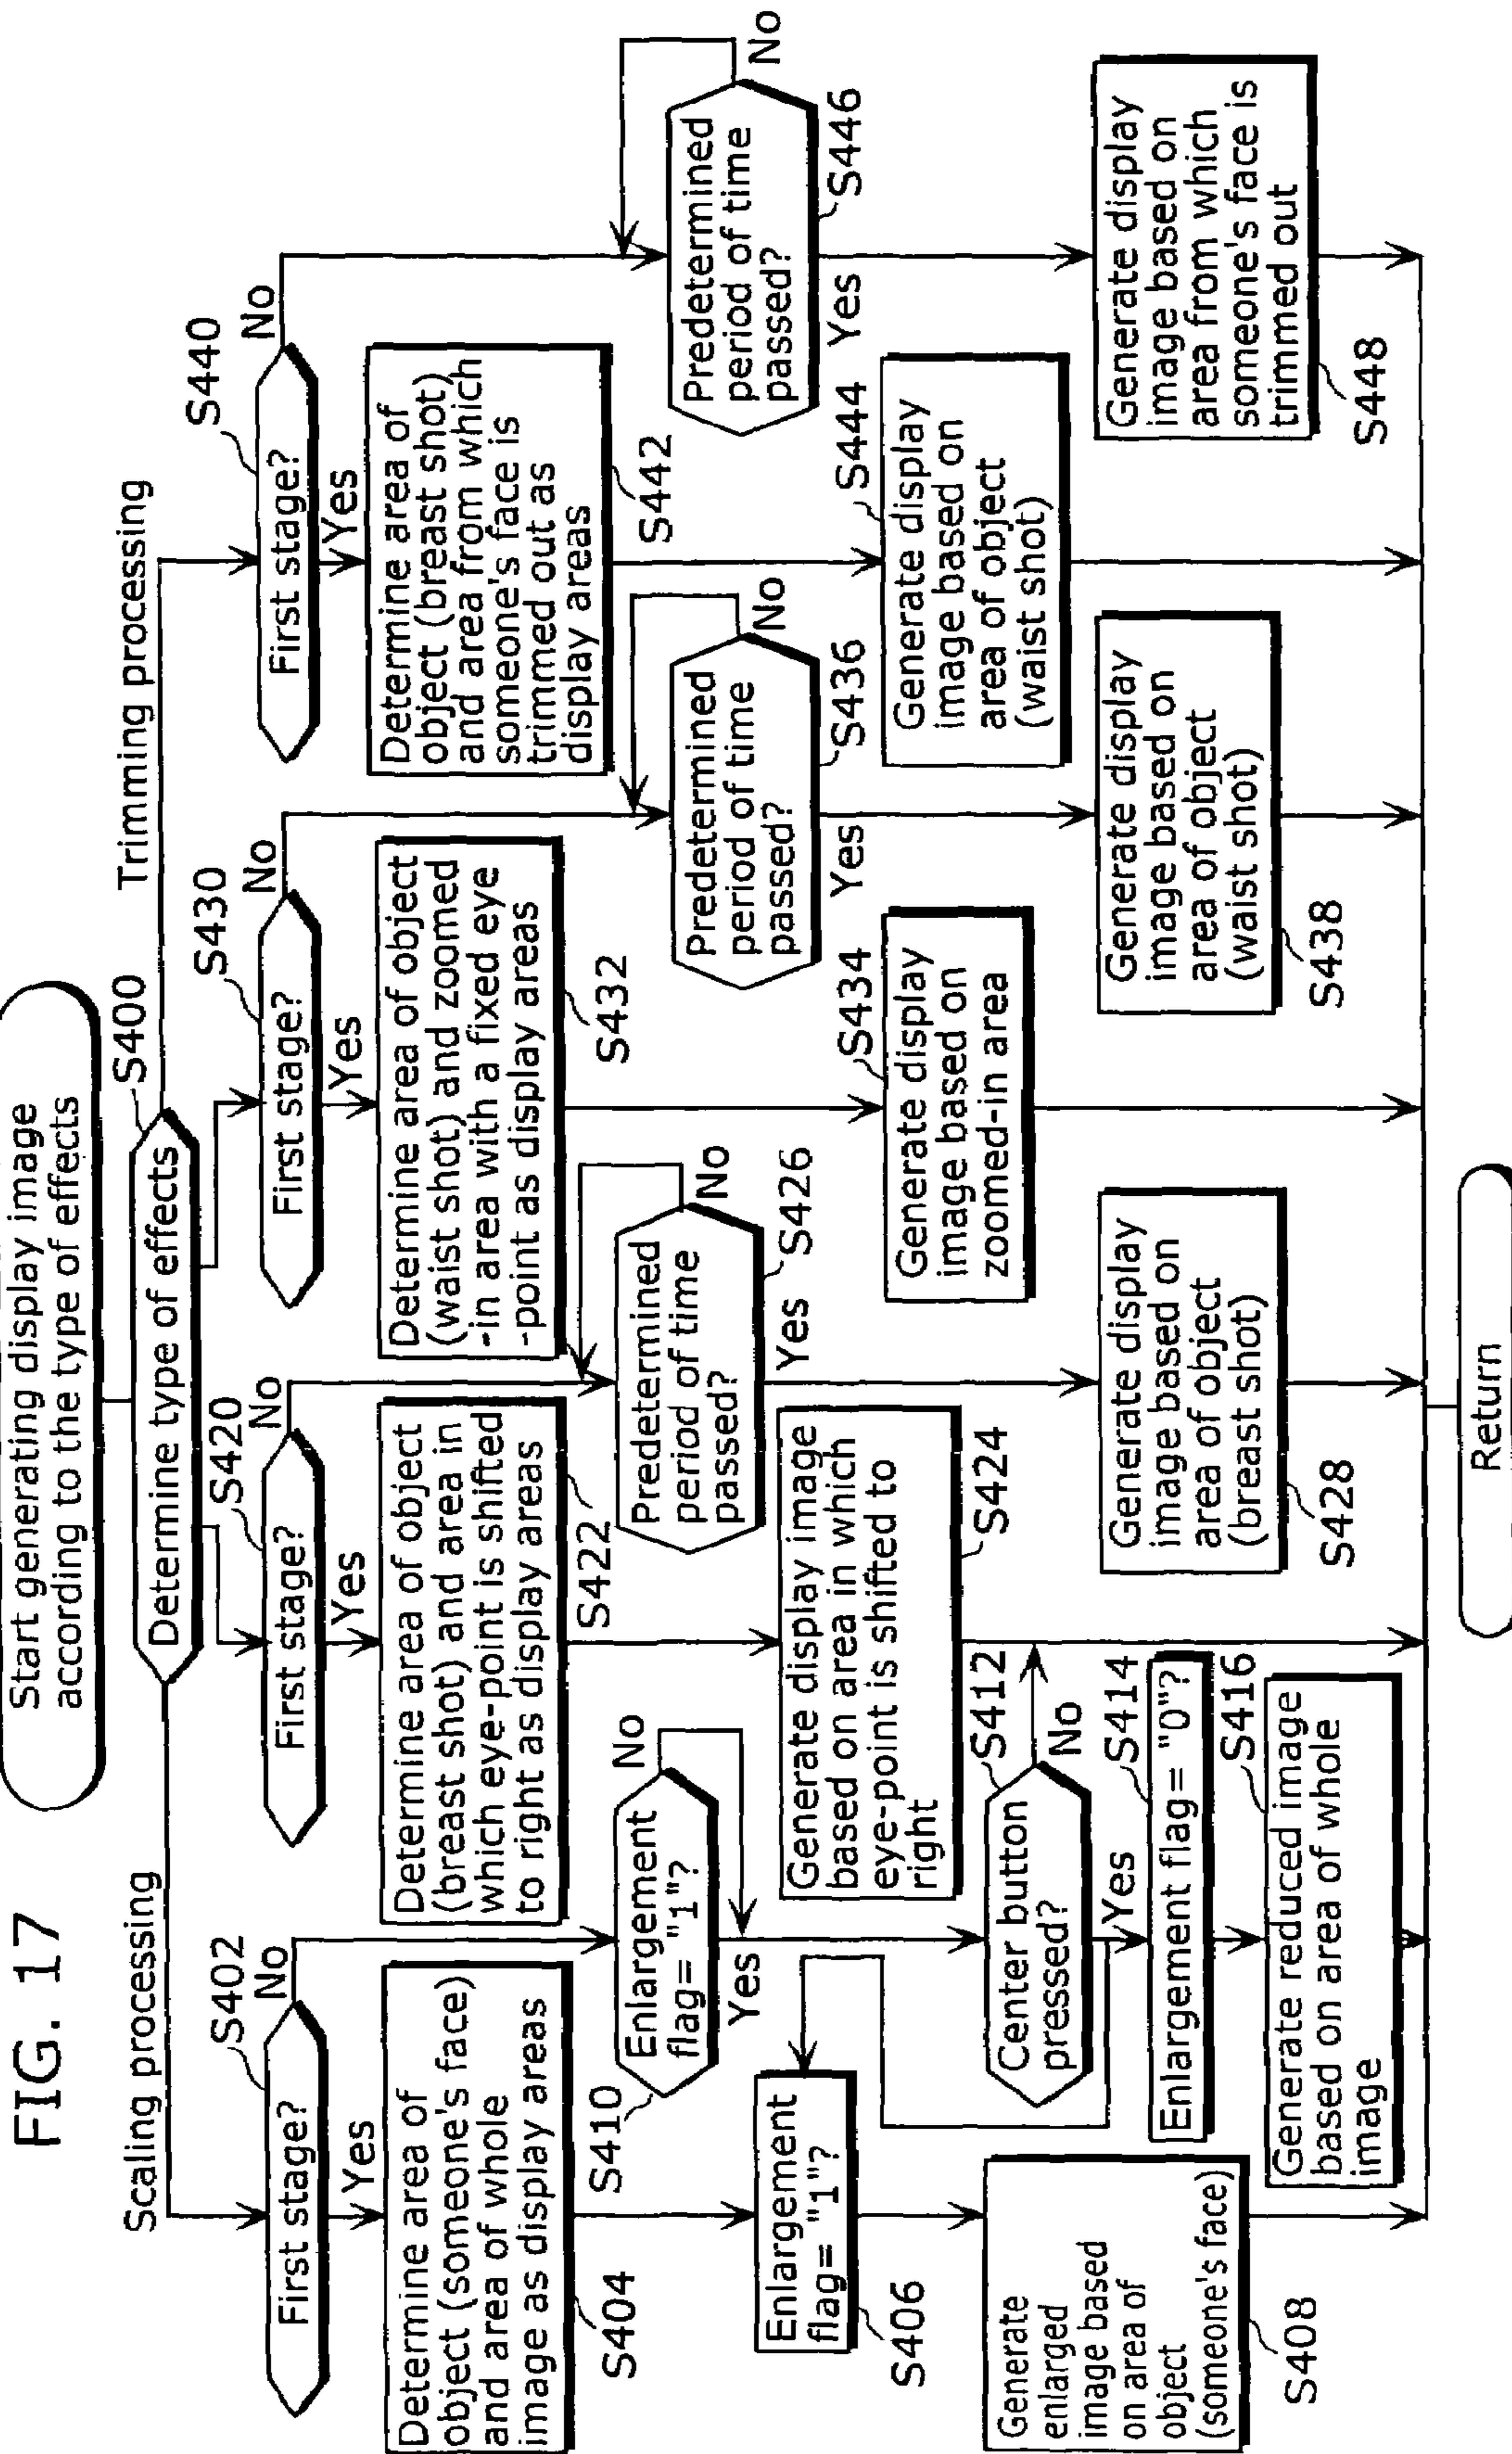 FIG. 17
Start generating display image
according to the type of effects
Determine type of effects
S400
Scaling processing
Trimming processing
First stage?
S402
No
Yes
Determine area of
object (someone's face)
and area of whole
image as display areas
S404
Enlargement
flag= "1"?
S406
Generate
enlarged
image based
on area of
object
(someone's face)
S408
Enlargement
flag= "1"?
S410
No
Yes
Center button
pressed?
S412
No
Yes
Enlargement flag= "0"?
S414
Generate reduced image
based on area of whole
image
S416
First stage?
S420
No
Yes
Determine area of object
(breast shot) and area in
which eye-point is shifted
to right as display areas
S422
Generate display image
based on area in which
eye-point is shifted to
right
S424
Predetermined
period of time
passed?
S426
No
Yes
Generate display
image based on
area of object
(breast shot)
S428
First stage?
S430
No
Yes
Determine area of object
(waist shot) and zoomed
-in area with a fixed eye
-point as display areas
S432
Generate display
image based on
zoomed-in area
S434
Predetermined
period of time
passed?
S436
No
Yes
Generate display
image based on
area of object
(waist shot)
S438
First stage?
S440
No
Yes
Determine area of
object (breast shot)
and area from which
someone's face is
trimmed out as
display areas
S442
Generate display
image based on
area of object
(waist shot)
S444
Predetermined
period of time
passed?
S446
No
Yes
Generate display
image based on
area from which
someone's face is
trimmed out
S448
Return